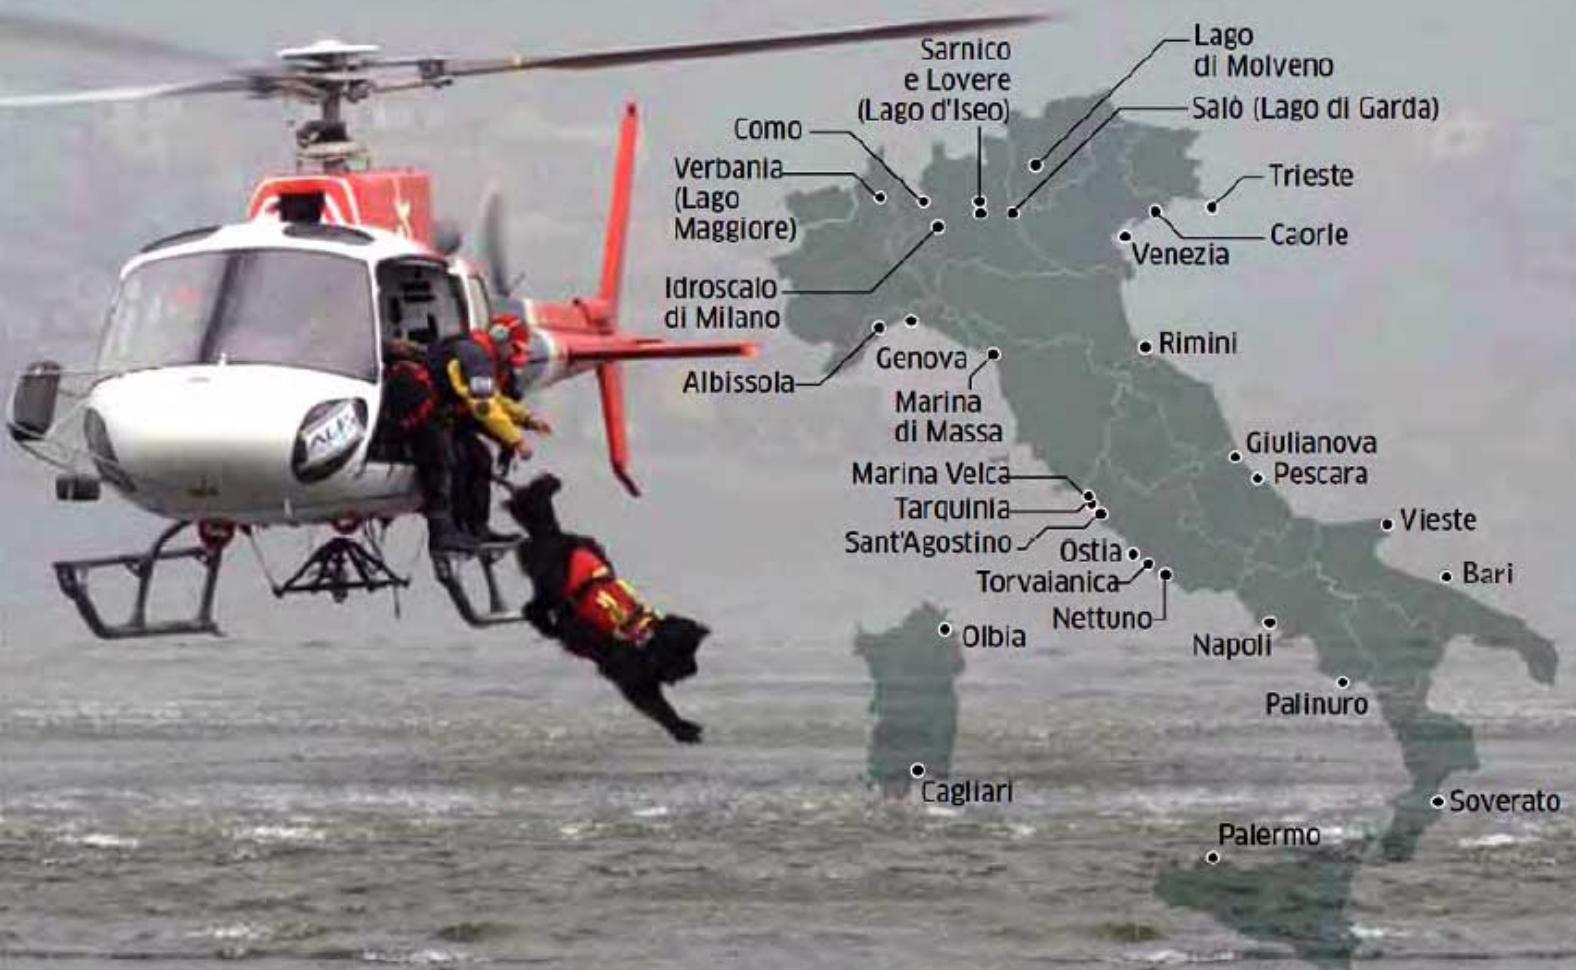 Lago
di Molveno
Sarnico
e Lovere
(Lago d'Iseo)
Salò (Lago di Garda)
Como
Verbania
(Lago
Maggiore)
Trieste
Caorle
Venezia
Idroscalo
di Milano
Rimini
Genova
Albissola
Marina
di Massa
Giulianova
Pescara
Marina Velca
Tarquinia
Sant'Agostino
Vieste
Ostia
Torvaianica
Bari
Nettuno
Olbia
Napoli
Palinuro
Cagliari
Soverato
Palermo